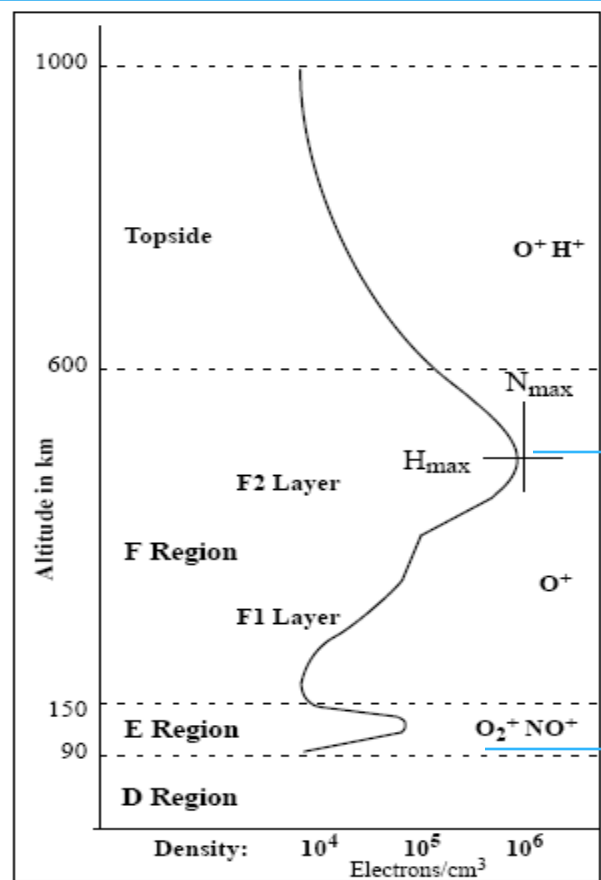 1000
Topside
O⁺ H⁺
600
Nmax
Hmax
F2 Layer
Altitude in km
F Region
O⁺
F1 Layer
150
E Region
O₂⁺ NO⁺
90
D Region
Density: 10⁴ 10⁵ 10⁶
Electrons/cm³